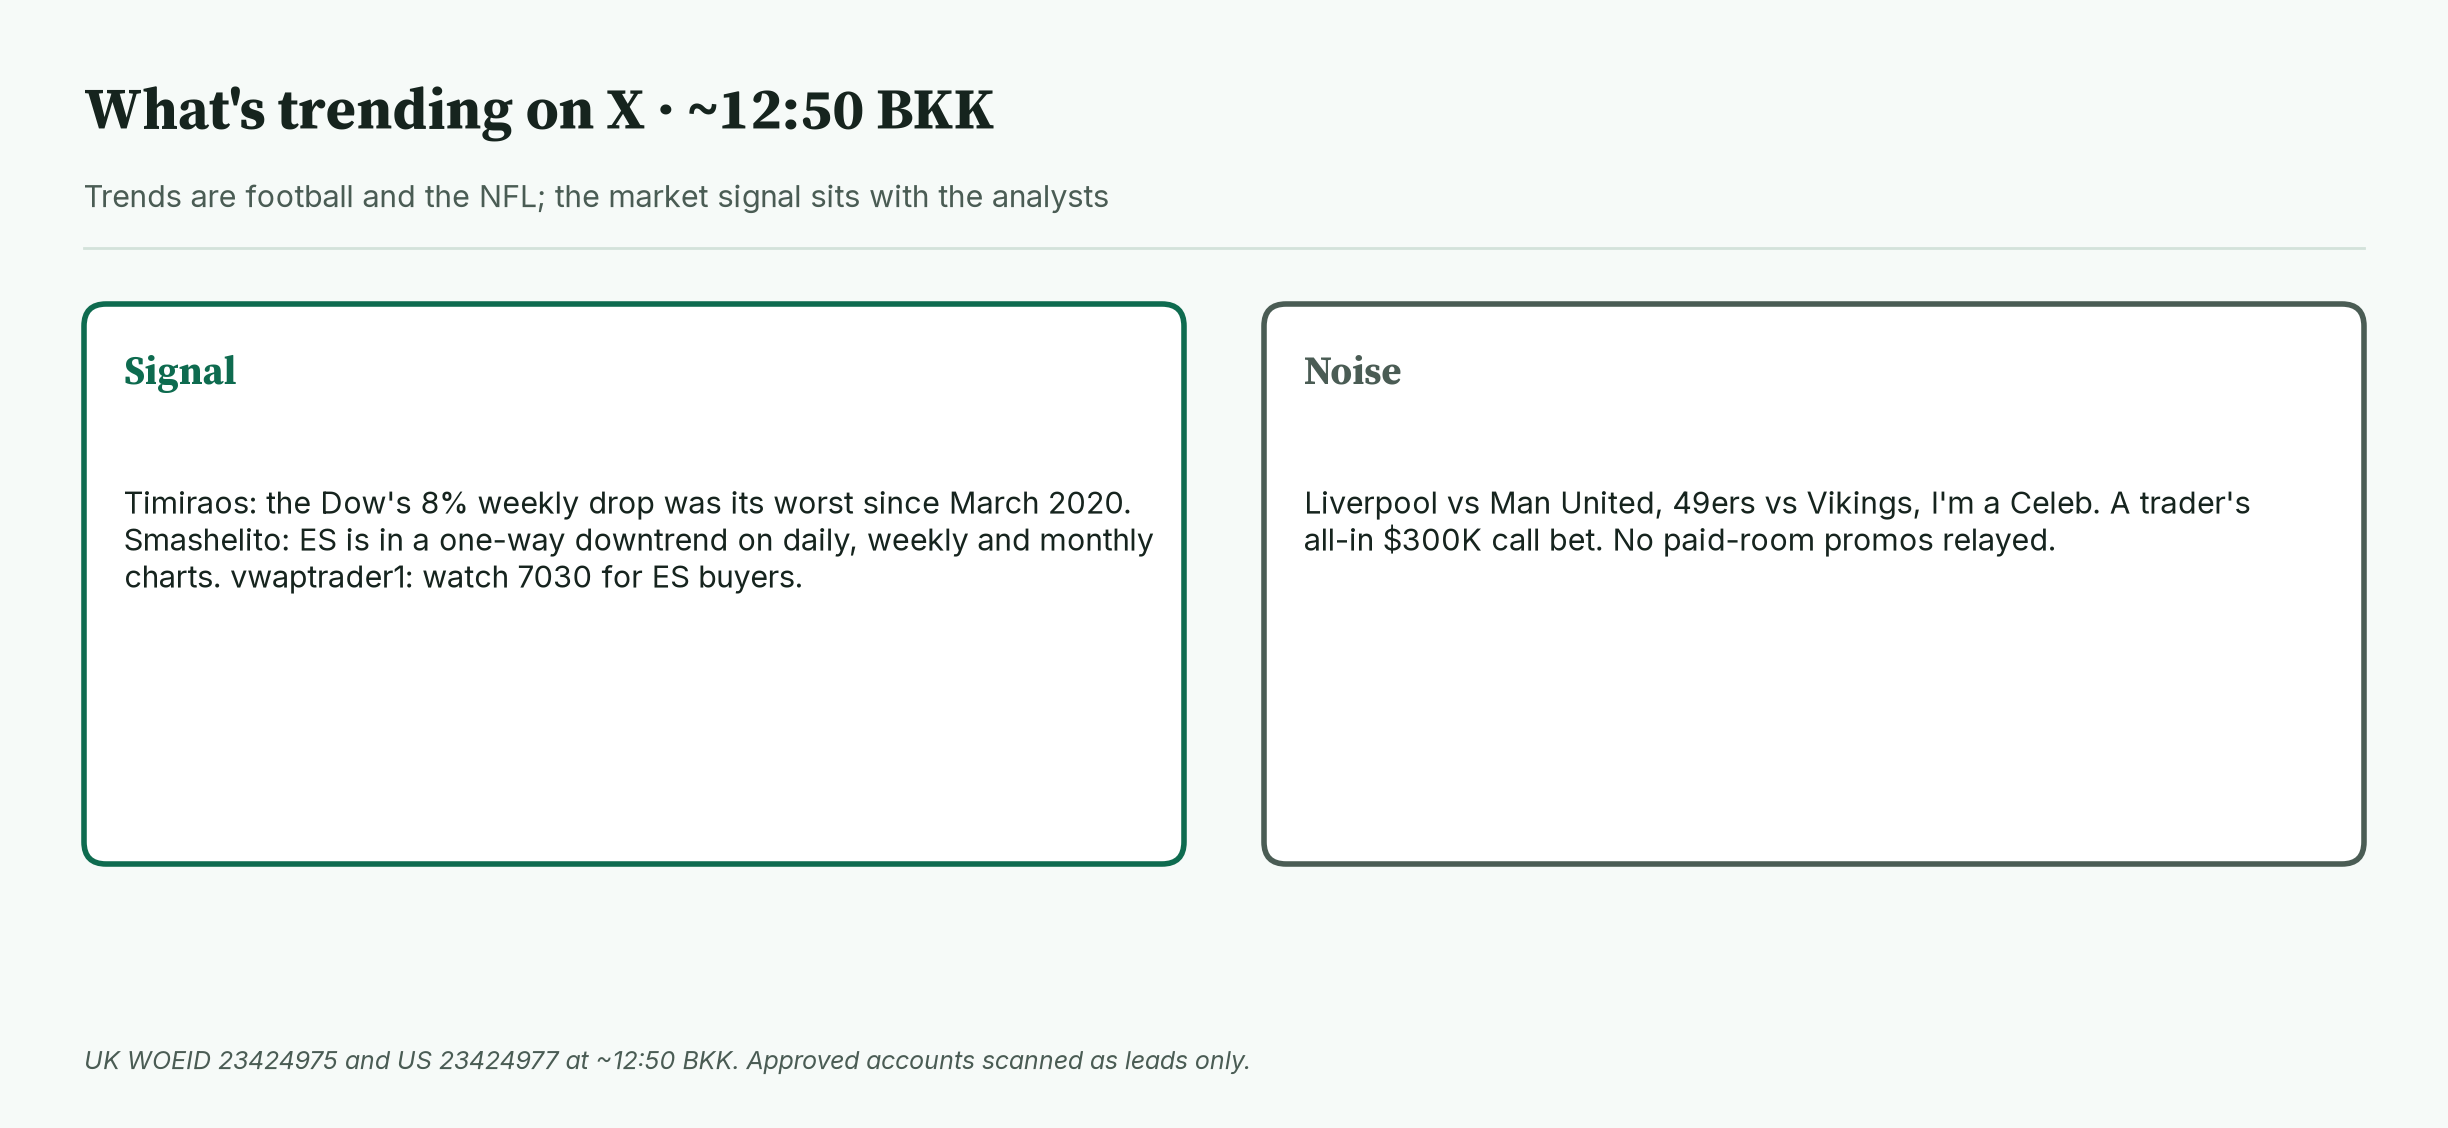 What's trending on X · ~12:50 BKK
Trends are football and the NFL; the market signal sits with the analysts
Signal
Timiraos: the Dow's 8% weekly drop was its worst since March 2020.
Smashelito: ES is in a one-way downtrend on daily, weekly and monthly
charts. vwaptrader1: watch 7030 for ES buyers.
Noise
Liverpool vs Man United, 49ers vs Vikings, I'm a Celeb. A trader's
all-in $300K call bet. No paid-room promos relayed.
UK WOEID 23424975 and US 23424977 at ~12:50 BKK. Approved accounts scanned as leads only.